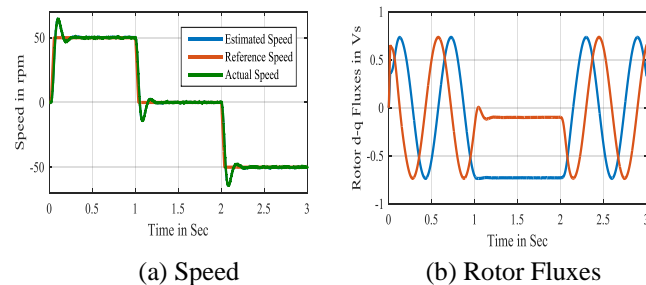 50
0
-50
Speed in rpm
Estimated Speed
Reference Speed
Actual Speed
0 0.5 1 1.5 2 2.5 3
Time in Sec
(a) Speed
1
0.5
0
-0.5
-1
Rotor d-q Fluxes in Vs
0 0.5 1 1.5 2 2.5 3
Time in Sec
(b) Rotor Fluxes